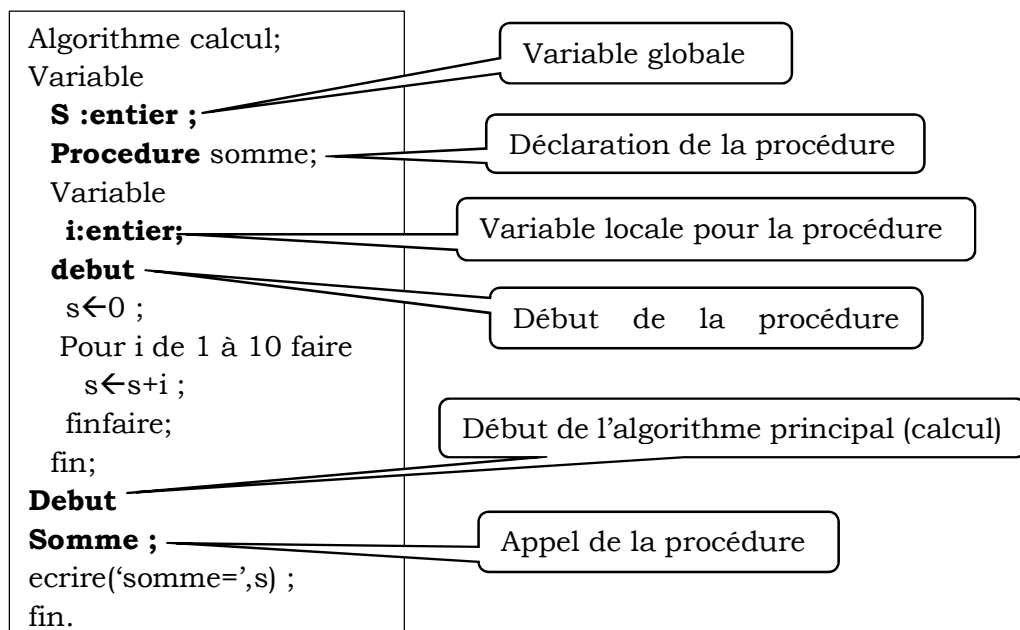 Algorithme calcul;
Variable
S :entier ;
Procedure somme;
Variable
i:entier;
debut
s←0 ;
Pour i de 1 à 10 faire
s←s+i ;
finfaire;
fin;
Debut
Somme ;
ecrire(‘somme=’,s) ;
fin.
Variable globale
Déclaration de la procédure
Variable locale pour la procédure
Début de la procédure
Début de l’algorithme principal (calcul)
Appel de la procédure